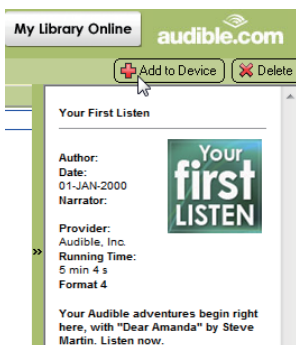 My Library Online
audible.com
Add to Device
Delete
Your First Listen
Author:
Date:
01-JAN-2000
Narrator:
Your
first
LISTEN
Provider:
Audible, Inc.
Running Time:
5 min 4 s
Format 4
»
Your Audible adventures begin right
here, with "Dear Amanda" by Steve
Martin. Listen now.